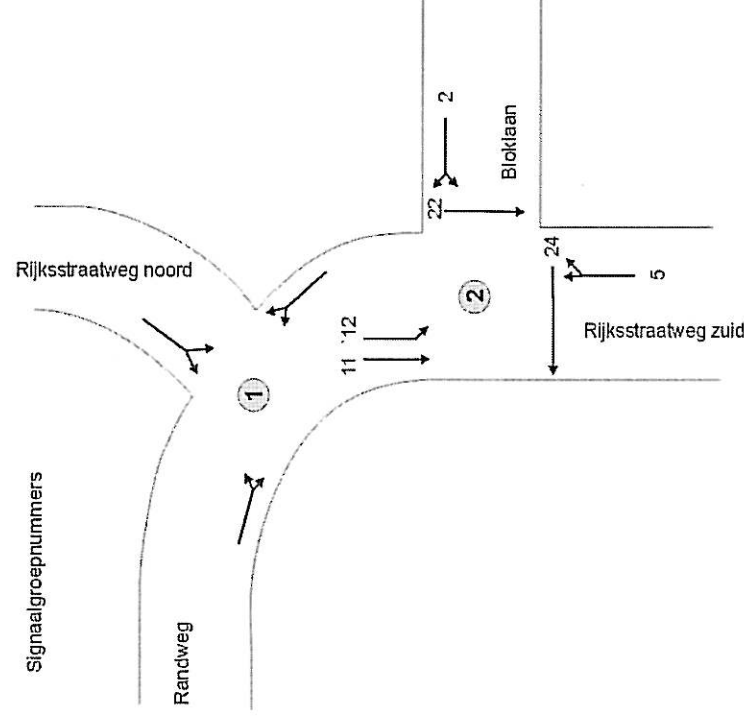 Signaalgroepnummers
Rijksstraatweg noord
Randweg
1
11 12
2
22
Bloklaan
2
24
5
Rijksstraatweg zuid